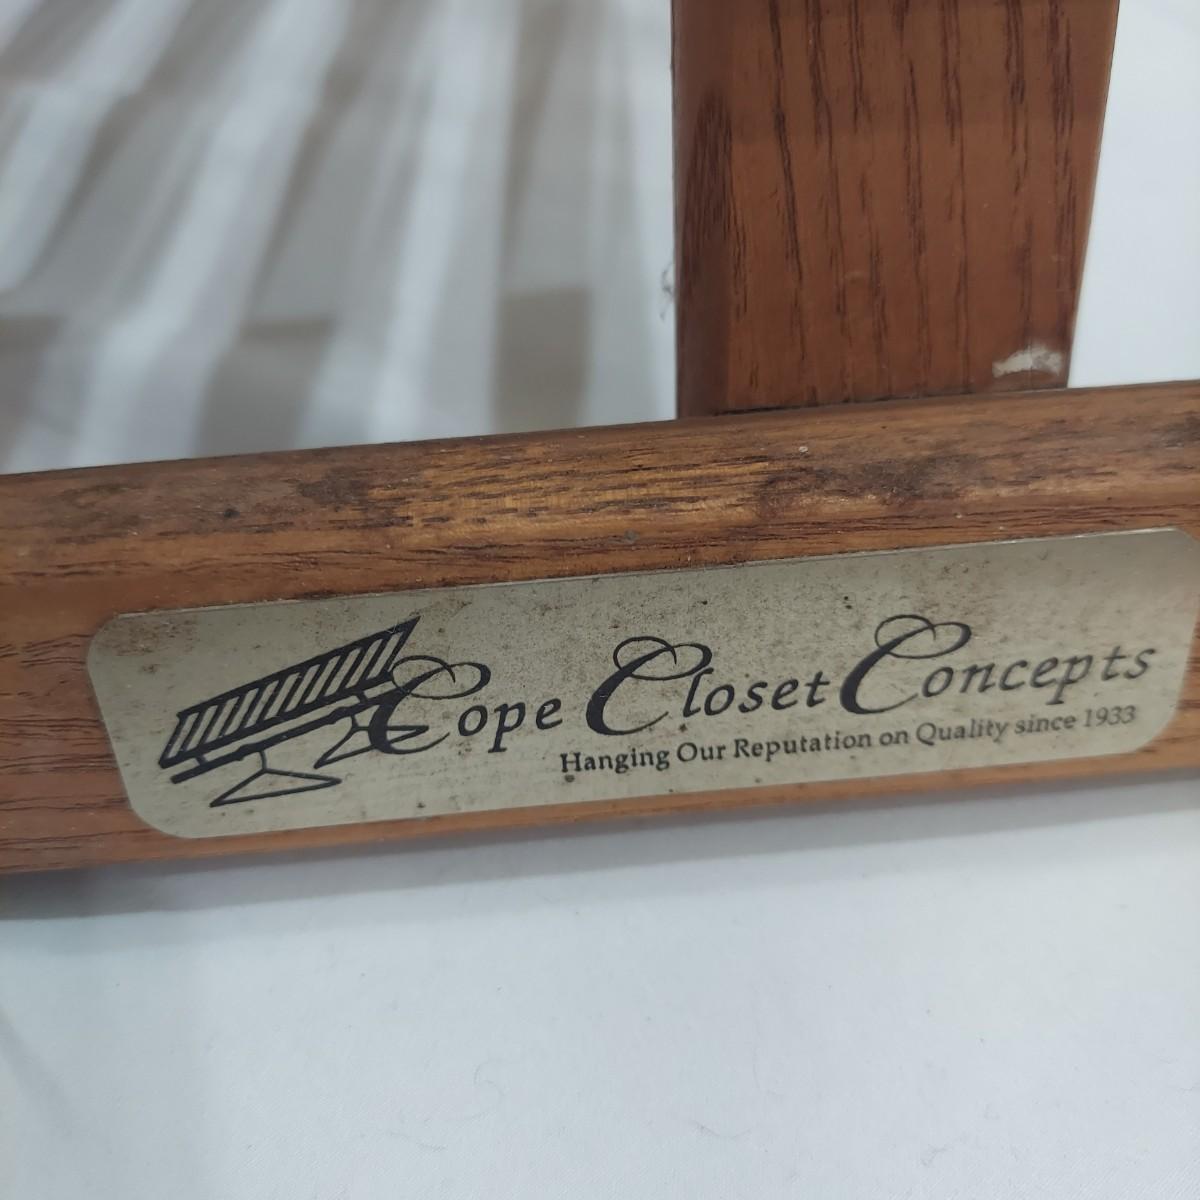 Cope Closet Concepts
Hanging Our Reputation on Quality since 1933